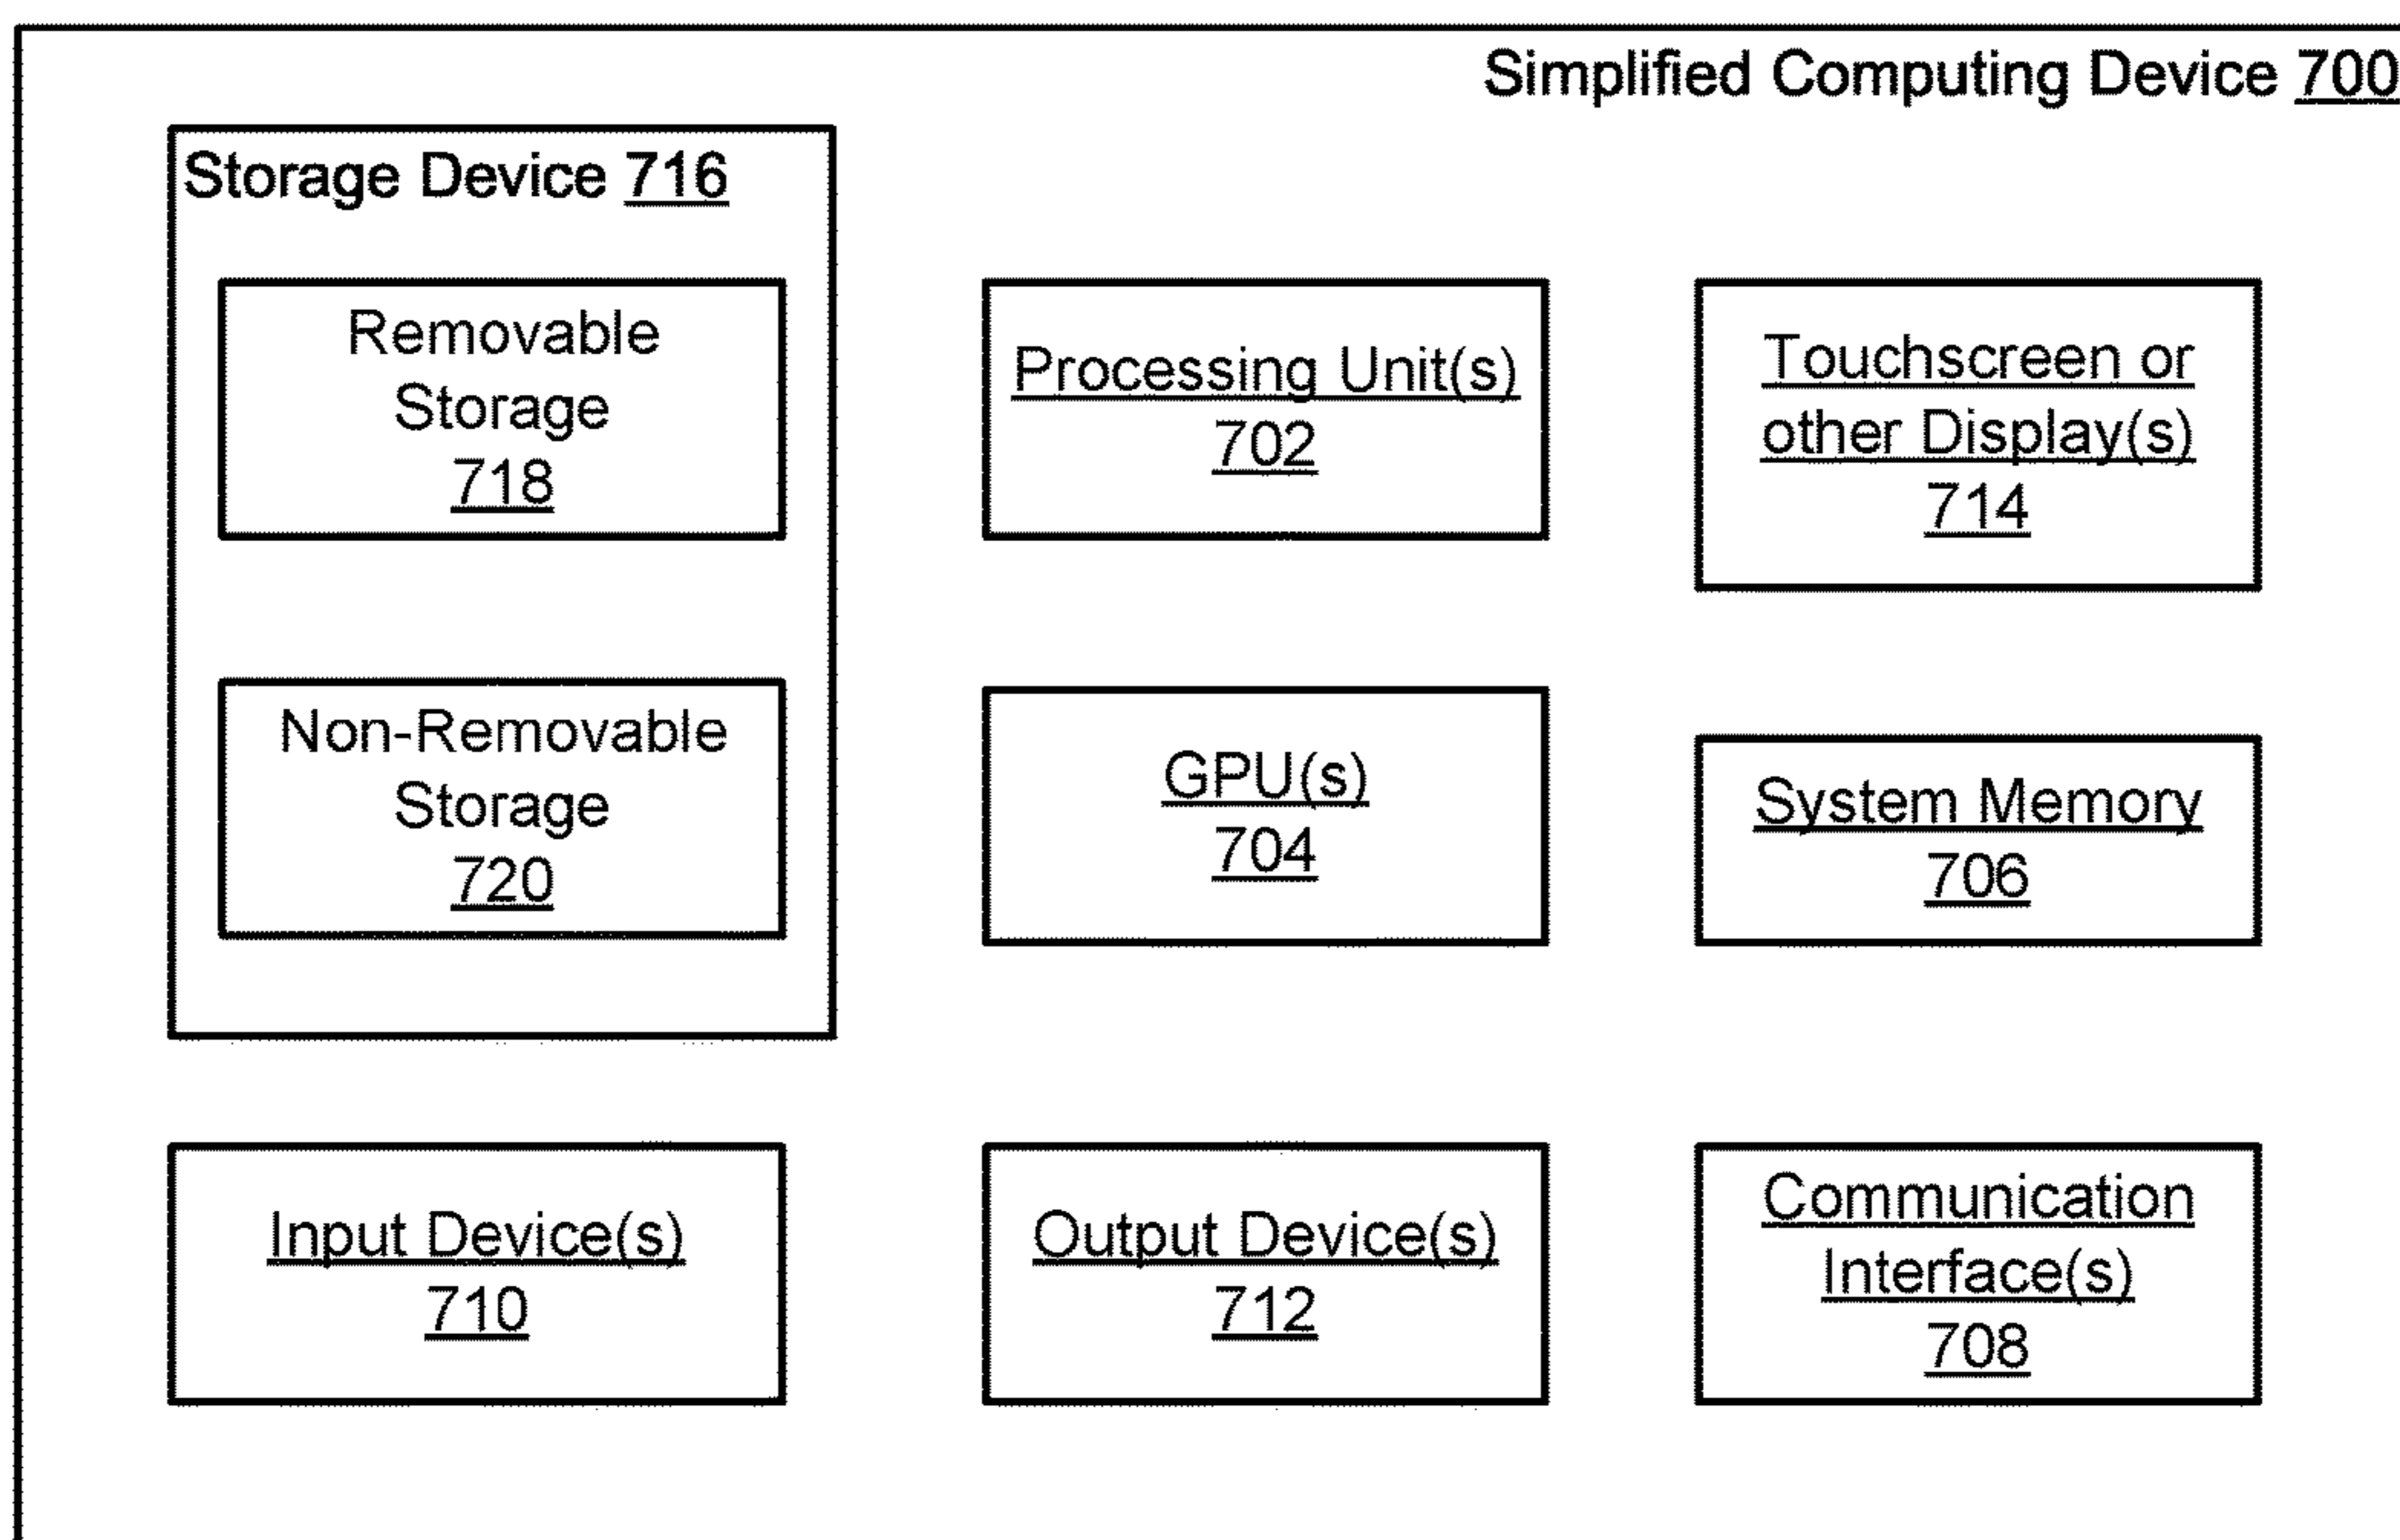 Simplified Computing Device 700
Storage Device 716
Removable
Storage
718
Processing Unit(s)
702
Touchscreen or
other Display(s)
714
Non-Removable
Storage
720
GPU(s)
704
System Memory
706
Input Device(s)
710
Output Device(s)
712
Communication
Interface(s)
708